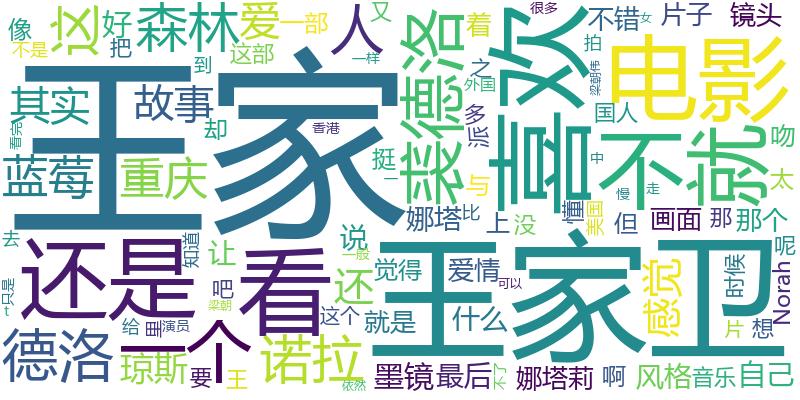 像 这 好 森林 爱 一部 人 又 着 欢 很多 不错 女 片子 镜头
不是 把 这部 到 一样 裘德洛 之 外国 拍 梁朝伟 电影
王家 其实 故事 却 香港 多 派 国人 吻
看完 蓝莓 重庆 挺 一 与 喜 不 就 太
娜塔 比 上 没 懂 美国 中 慢 走 但 画面 那 那个
去 还是 知道 让 看 说 一般 觉得 爱情 可以 王家卫 感觉 时候 呢
只是 吧 还 这个 就是 什么 Norah
给 里 演员 梁朝 片 想
德洛 一个 诺拉
琼斯 要 王 依然 墨镜 最后 不了 娜塔莉 啊 风格 音乐 自己